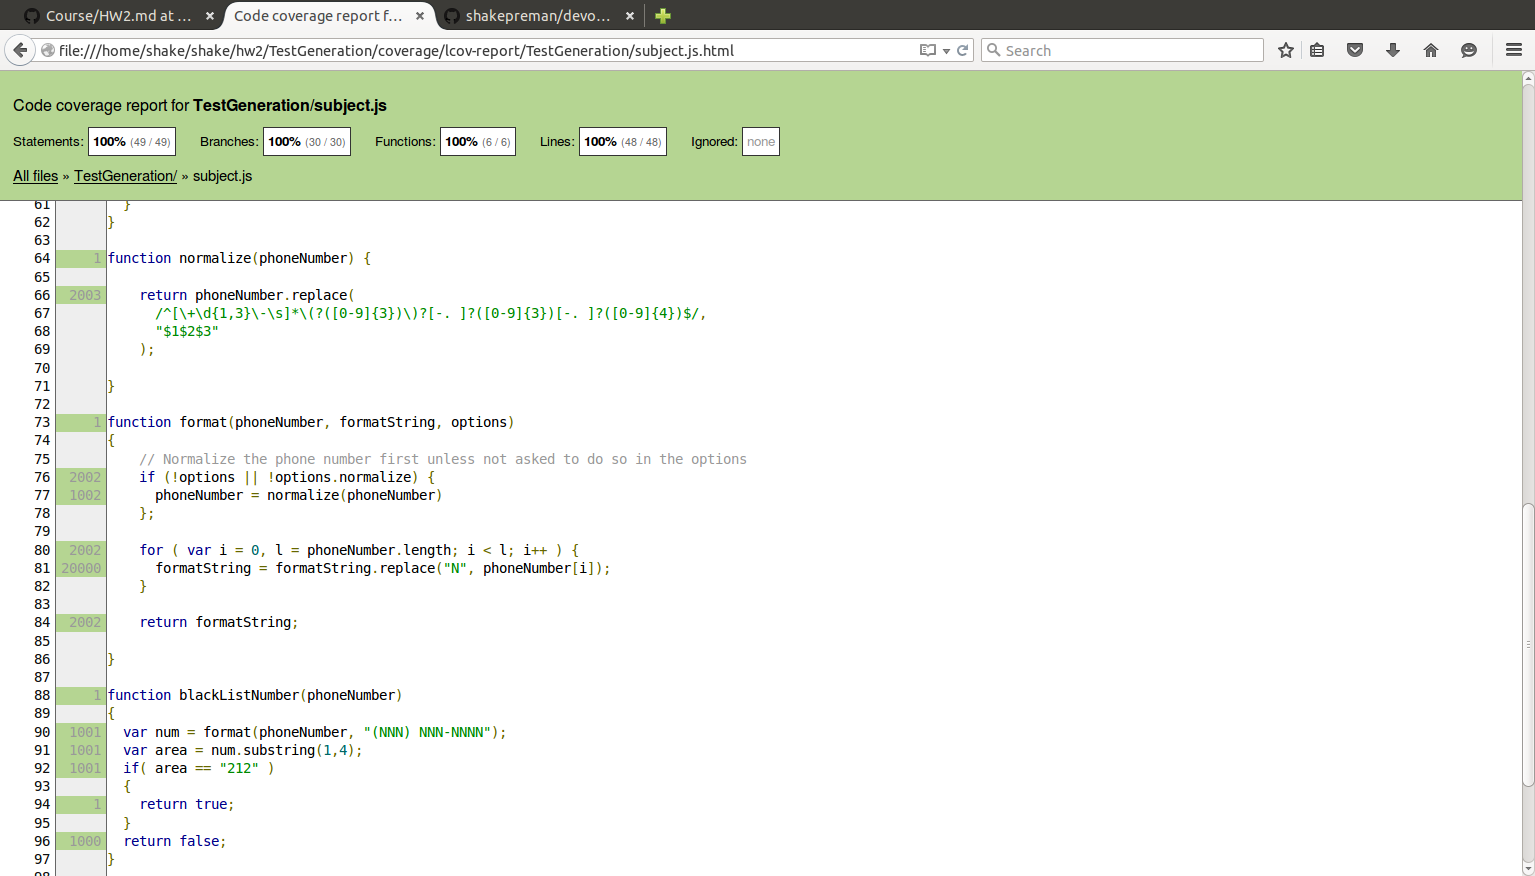 Course/HW2.md at ... ×
Code coverage report f... ×
shakepreman/devo... ×
file:///home/shake/shake/hw2/TestGeneration/coverage/lcov-report/TestGeneration/subject.js.html
Search
Code coverage report for TestGeneration/subject.js
Statements: 100% (49 / 49) Branches: 100% (30 / 30) Functions: 100% (6 / 6) Lines: 100% (48 / 48) Ignored: none
All files » TestGeneration/ » subject.js
61 }
62 }
63
64 1 function normalize(phoneNumber) {
65
66 2003 return phoneNumber.replace(
67 /^[\+\d{1,3}\-\s]*\(?([0-9]{3})\)?[-. ]?([0-9]{3})[-. ]?([0-9]{4})$/,
68 "$1$2$3"
69 );
70
71 }
72
73 1 function format(phoneNumber, formatString, options)
74 {
75 // Normalize the phone number first unless not asked to do so in the options
76 2002 if (!options || !options.normalize) {
77 1002 phoneNumber = normalize(phoneNumber)
78 };
79
80 2002 for ( var i = 0, l = phoneNumber.length; i < l; i++ ) {
81 20000 formatString = formatString.replace("N", phoneNumber[i]);
82 }
83
84 2002 return formatString;
85
86 }
87
88 1 function blackListNumber(phoneNumber)
89 {
90 1001 var num = format(phoneNumber, "(NNN) NNN-NNNN");
91 1001 var area = num.substring(1,4);
92 1001 if( area == "212" )
93 {
94 1 return true;
95 }
96 1000 return false;
97 }
98